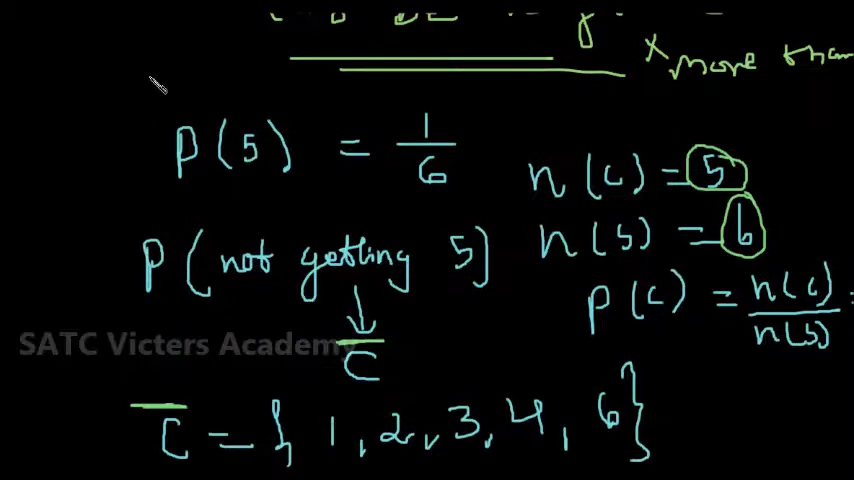 x more than
P(5) = 1/6
n(C) = 5
P(not getting 5)
n(S) = 6
P(C) = n(C)/n(S) =
SATC Victers Academy
C̅
C̅ = {1, 2, 3, 4, 6}